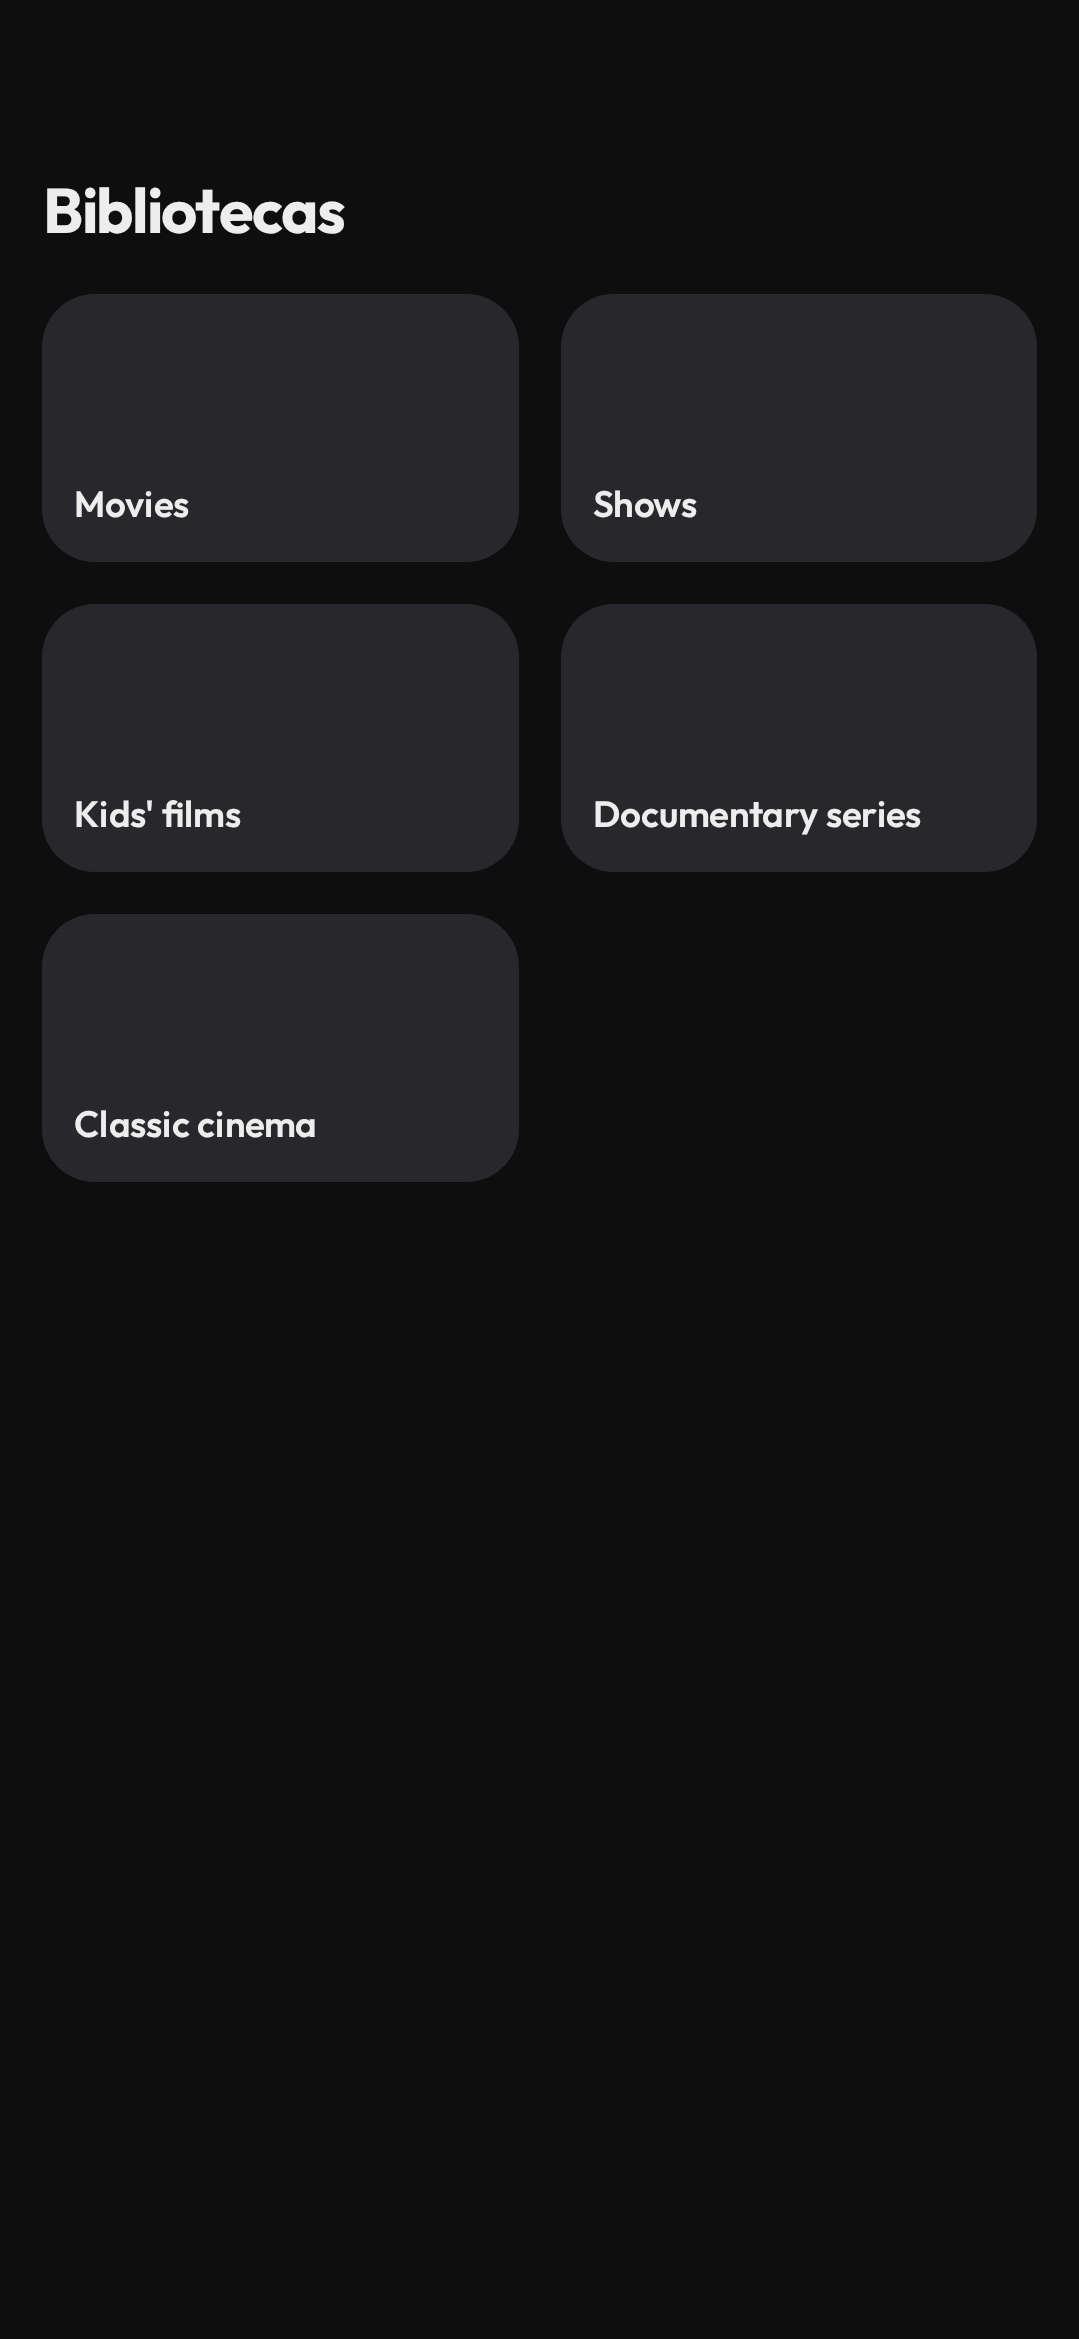 Bibliotecas
Movies
Shows
Kids' films
Documentary series
Classic cinema